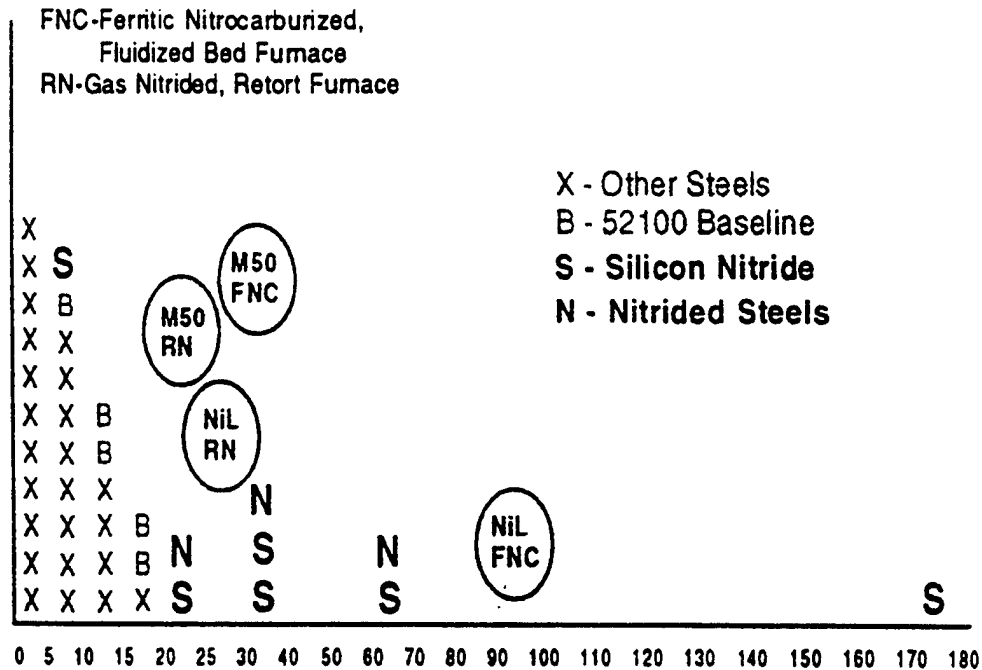 FNC-Ferritic Nitrocarburized,
Fluidized Bed Furnace
RN-Gas Nitrided, Retort Furnace
X - Other Steels
B - 52100 Baseline
S - Silicon Nitride
N - Nitrided Steels
X
X S
X B
X X
X X
X X B
X X B
X X X N
X X B N S N
X X B
X X X X S S S S
M50
FNC
M50
RN
NiL
RN
NiL
FNC
0 5 10 15 20 25 30 40 50 60 70 80 90 100 110 120 130 140 150 160 170 180